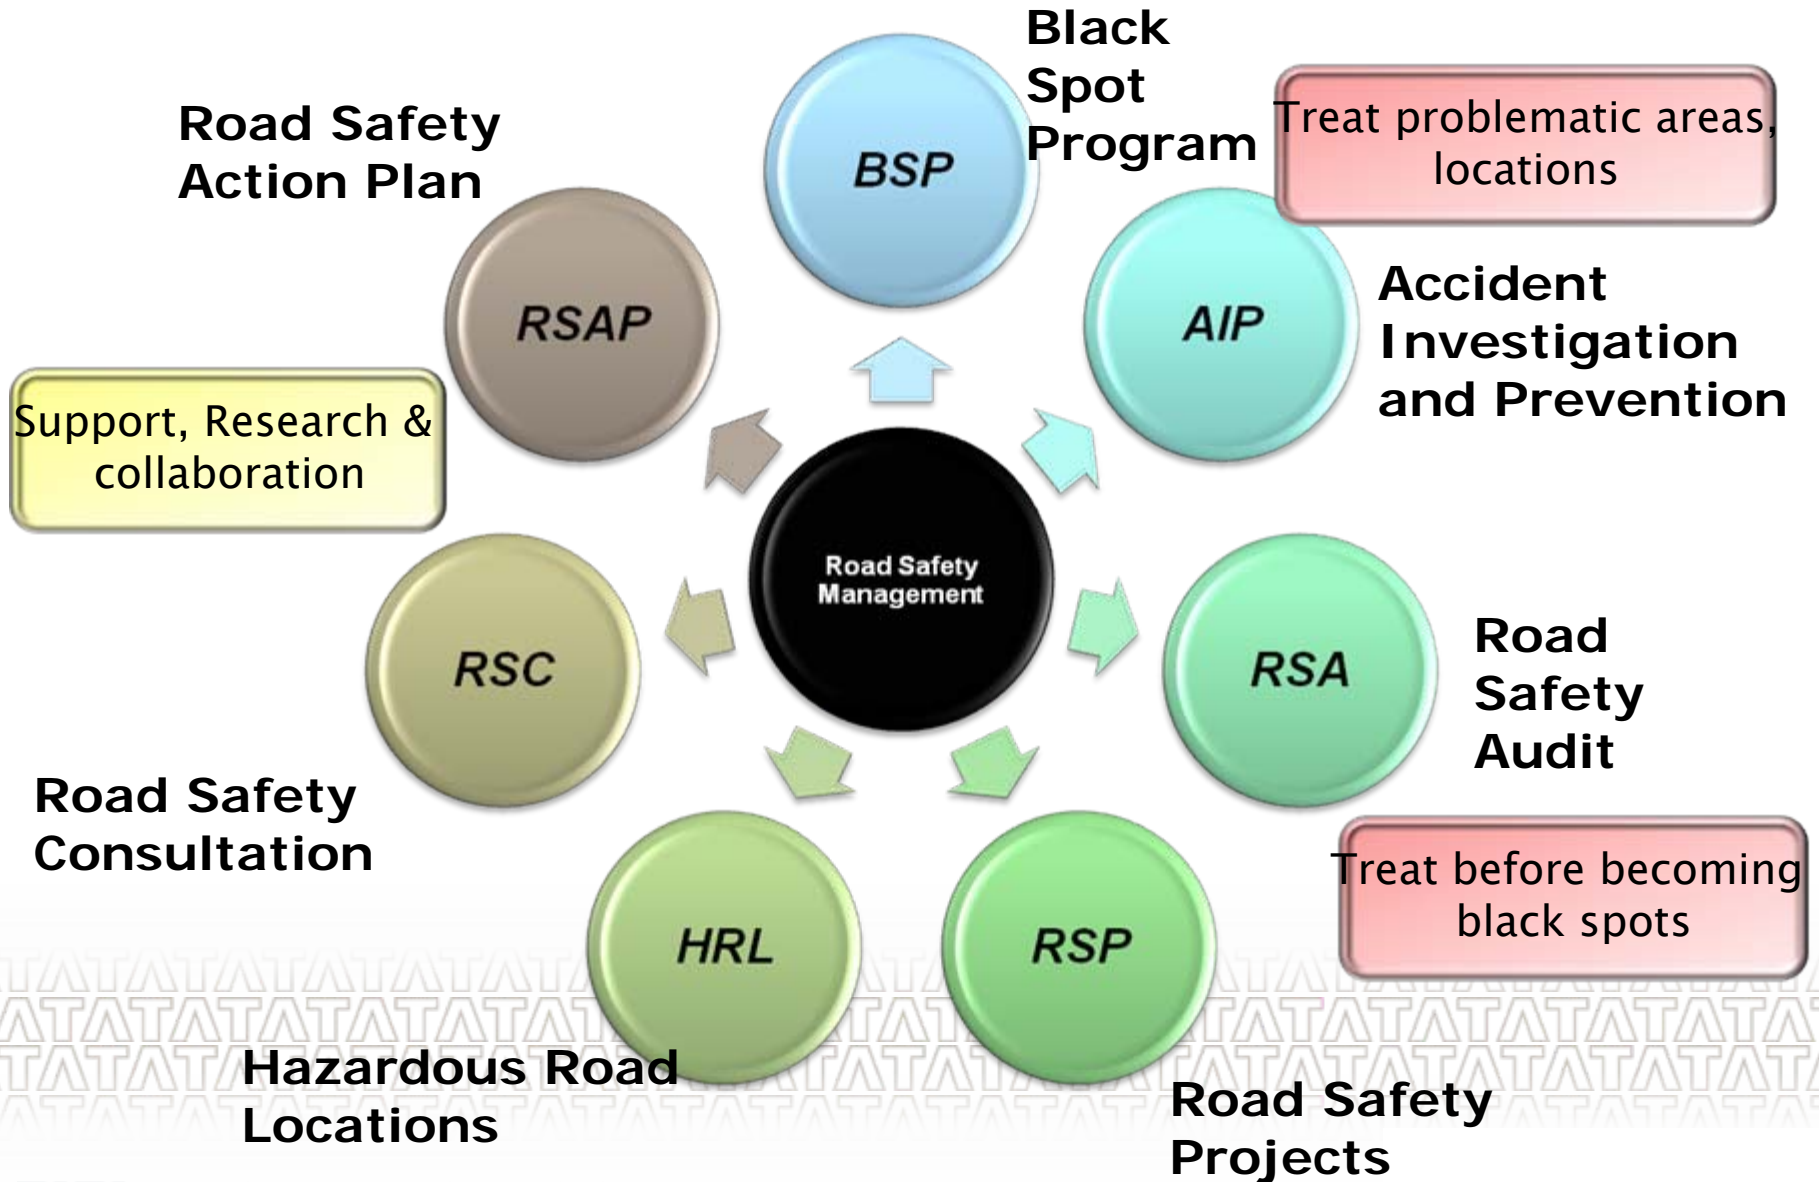 Black
Spot
Program
BSP
Treat problematic areas,
locations
Road Safety
Action Plan
RSAP
AIP
Accident
Investigation
and Prevention
Support, Research &
collaboration
Road Safety
Management
RSC
RSA
Road
Safety
Audit
Road Safety
Consultation
Treat before becoming
black spots
HRL
RSP
Hazardous Road
Locations
Road Safety
Projects